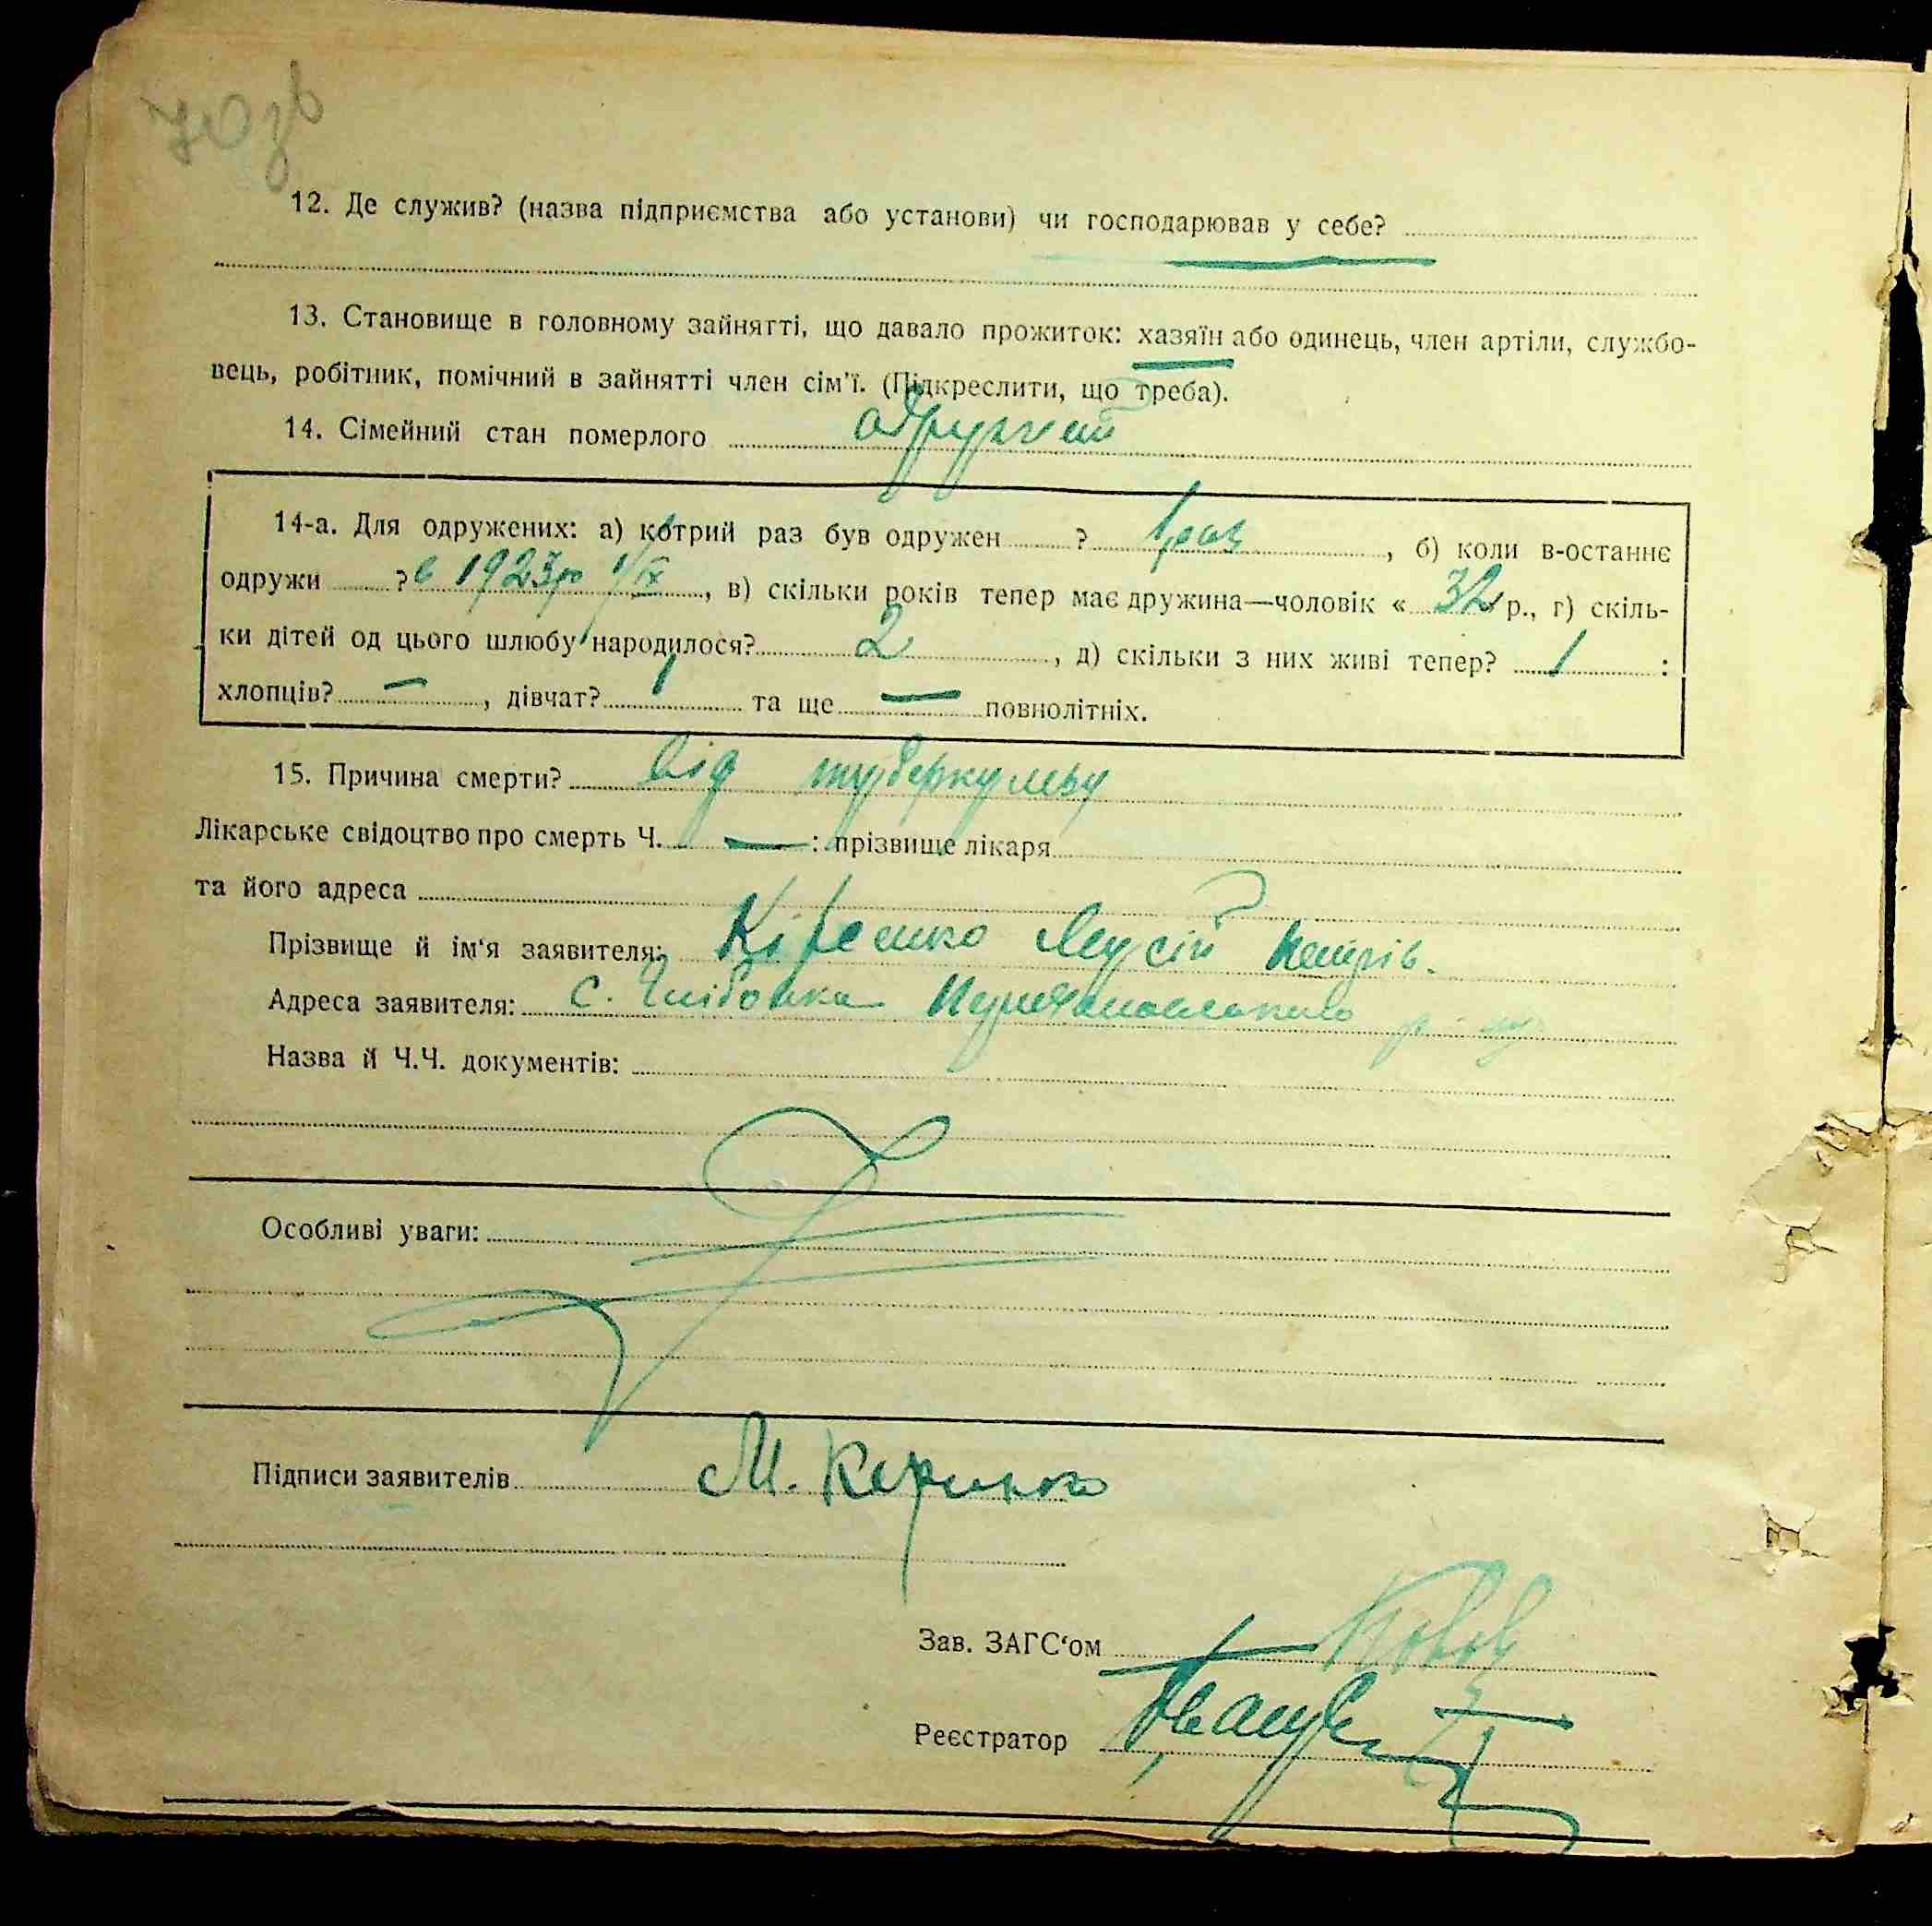 70зв
12. Де служив? (назва підприємства або установи) чи господарював у себе?
13. Становище в головному зайнятті, що давало прожиток: хазяїн або одинець, член артіли, службо-
вець, робітник, помічний в зайнятті член сім'ї. (Підкреслити, що треба).
14. Сімейний стан померлого одружений
14-а. Для одружених: а) котрий раз був одружен ? 1 раз, б) коли в-останнє
одружи ? в 1923 р 1/IX, в) скільки років тепер має дружина—чоловік « 32 р., г) скіль-
ки дітей од цього шлюбу народилося? 2, д) скільки з них живі тепер? 1 :
хлопців? —, дівчат? 1 та ще — повнолітніх.
15. Причина смерти? від туберкульозу
Лікарське свідоцтво про смерть Ч. — : прізвище лікаря
та його адреса
Прізвище й ім'я заявителя: Мусій Петрів.
Адреса заявителя: с.
Назва й Ч.Ч. документів:
Особливі уваги:
Підписи заявителів М.
Зав. ЗАГС'ом
Реєстратор